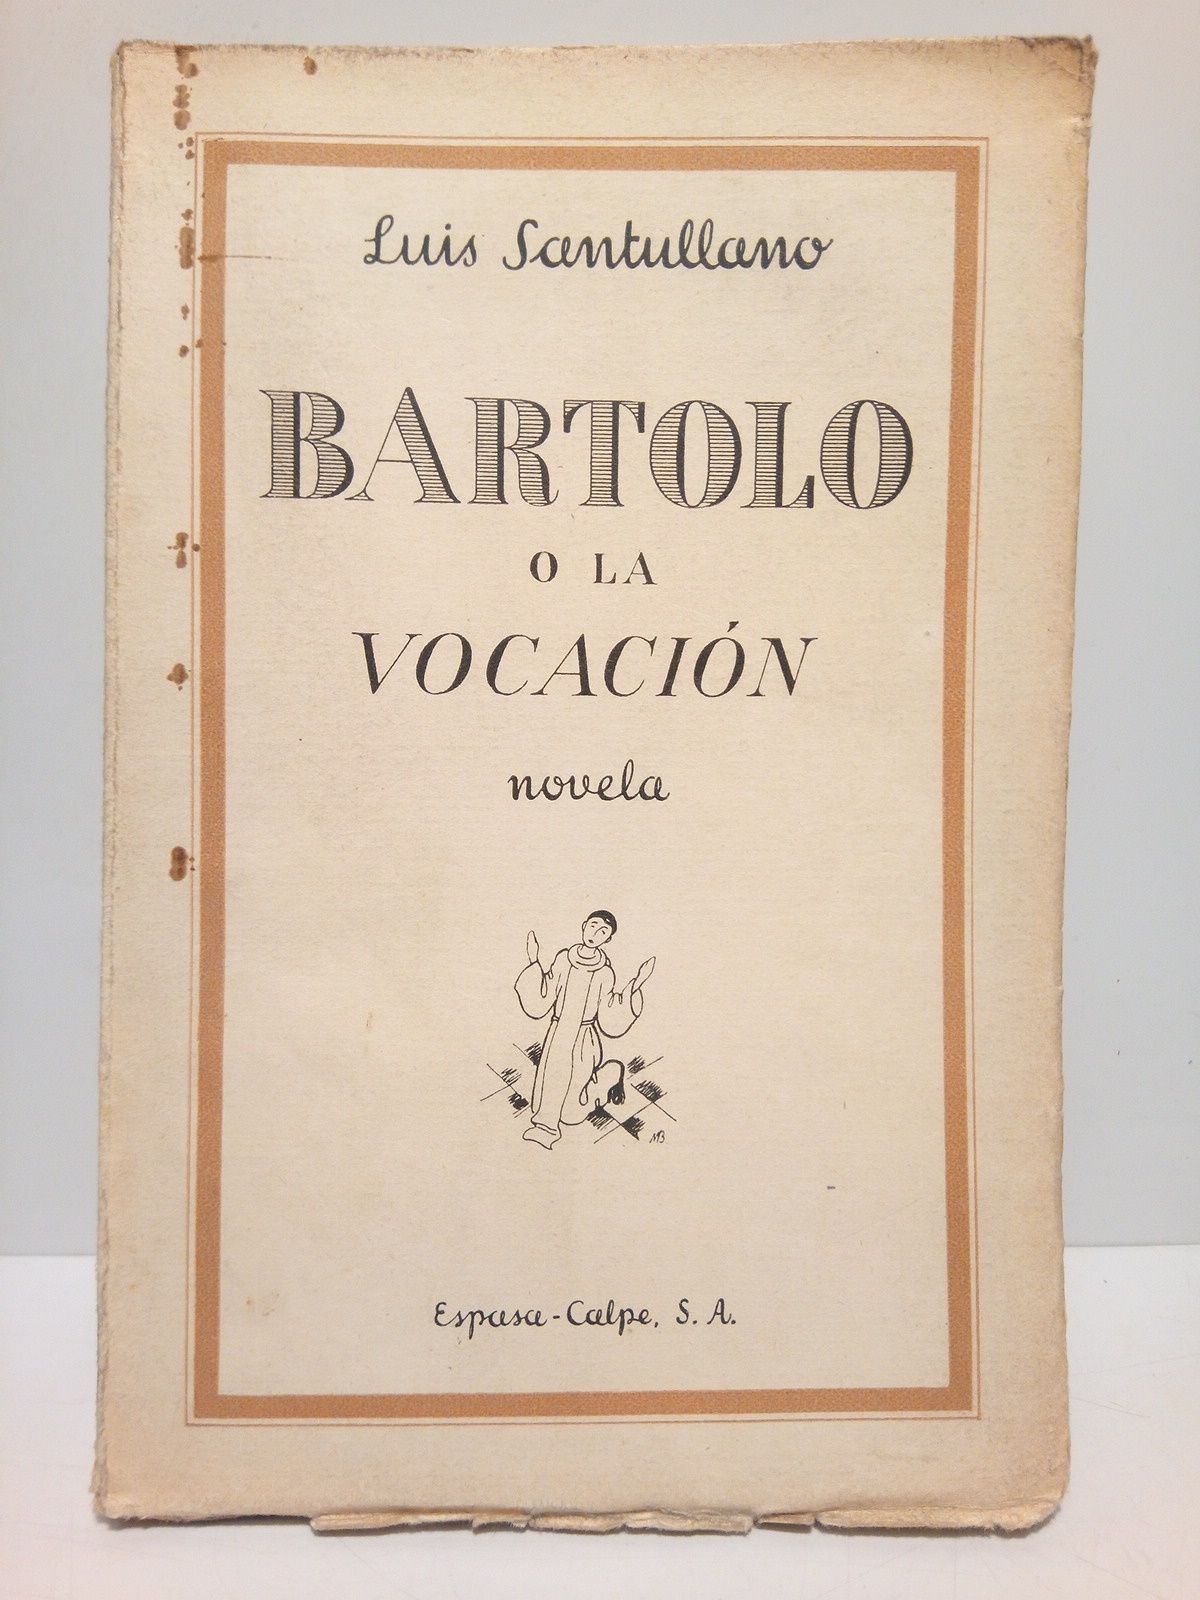 Luis Santullano
BARTOLO
O LA
VOCACIÓN
novela
MB
Espasa-Calpe, S. A.